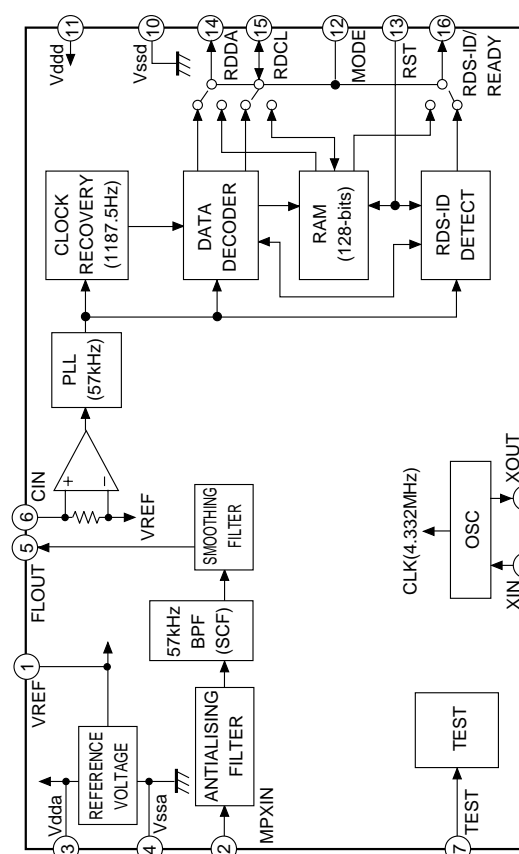 3
Vdda
REFERENCE
VOLTAGE
4
Vssa
2
MPXIN
ANTIALISING
FILTER
57kHz
BPF
(SCF)
SMOOTHING
FILTER
1
VREF
5
FLOUT
6
CIN
+
–
VREF
PLL
(57kHz)
CLOCK
RECOVERY
(1187.5Hz)
DATA
DECODER
RAM
(128-bits)
RDS-ID
DETECT
11
Vddd
10
Vssd
14
RDDA
15
RDCL
12
MODE
13
RST
16
RDS-ID/
READY
7
TEST
TEST
CLK(4.332MHz)
OSC
XIN
XOUT